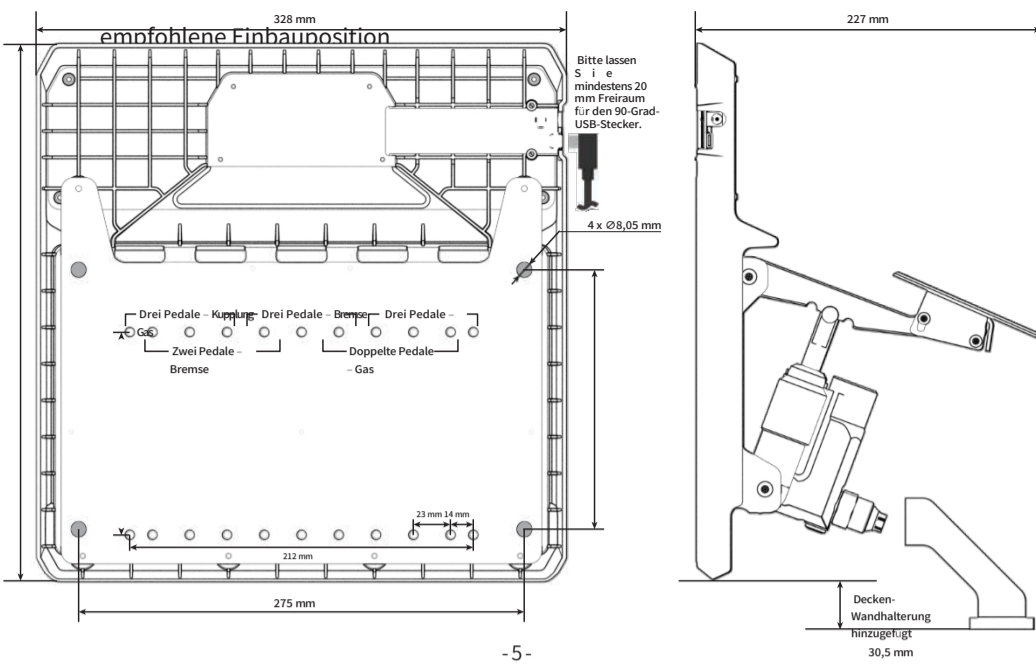 328 mm
227 mm
empfohlene Einbauposition
Bitte lassen
Sie
mindestens 20
mm Freiraum
für den 90-Grad-
USB-Stecker.
4 x Ø8,05 mm
Drei Pedale – Kupplung
Drei Pedale – Bremse
Drei Pedale –
Gas
Zwei Pedale –
Bremse
Doppelte Pedale
– Gas
23 mm 14 mm
212 mm
275 mm
Decken-
Wandhalterung
hinzugefügt
30,5 mm
-5-